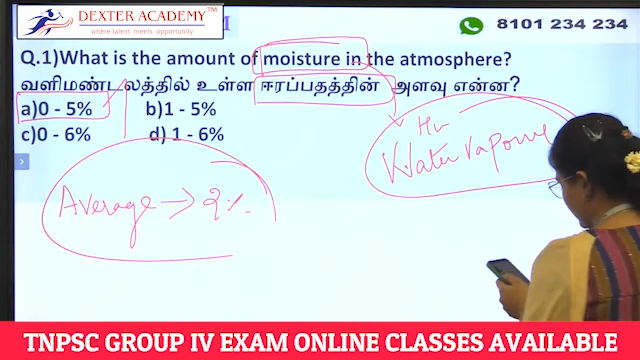 DEXTER ACADEMY™
where talent meets opportunity
M
8101 234 234
Q.1)What is the amount of moisture in the atmosphere?
வளிமண்டலத்தில் உள்ள ஈரப்பதத்தின் அளவு என்ன?
a)0 - 5% b)1 - 5%
c)0 - 6% d) 1 - 6%
Water vapour
Average → 2%
TNPSC GROUP IV EXAM ONLINE CLASSES AVAILABLE